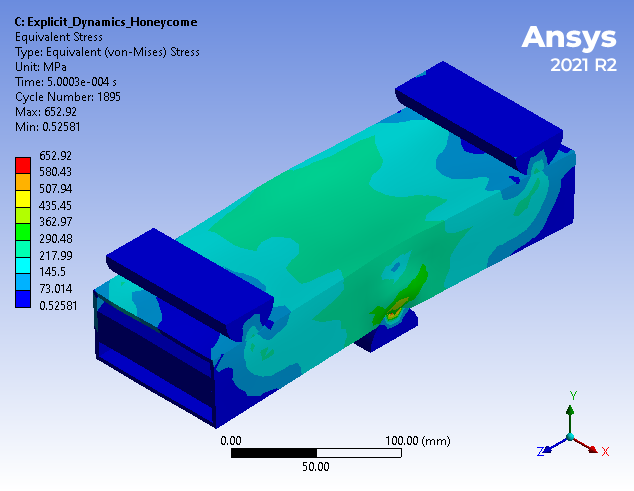 C: Explicit_Dynamics_Honeycome
Equivalent Stress
Type: Equivalent (von-Mises) Stress
Unit: MPa
Time: 5.0003e-004 s
Cycle Number: 1895
Max: 652.92
Min: 0.52581
Ansys
2021 R2
652.92
580.43
507.94
435.45
362.97
290.48
217.99
145.5
73.014
0.52581
0.00
100.00 (mm)
50.00
Y
Z
X